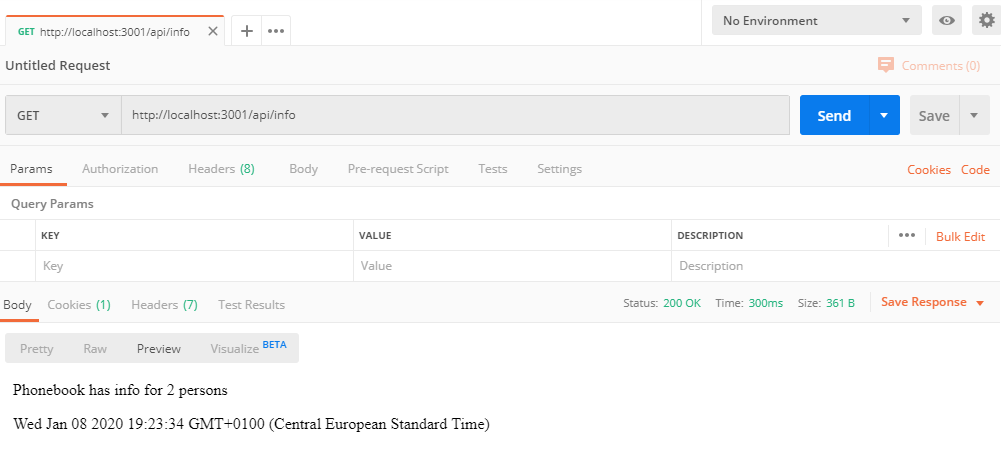 GET http://localhost:3001/api/info
No Environment
Untitled Request
Comments (0)
GET http://localhost:3001/api/info Send Save
Params Authorization Headers (8) Body Pre-request Script Tests Settings Cookies Code
Query Params
KEY VALUE DESCRIPTION Bulk Edit
Key Value Description
Body Cookies (1) Headers (7) Test Results Status: 200 OK Time: 300ms Size: 361 B Save Response
Pretty Raw Preview Visualize BETA
Phonebook has info for 2 persons
Wed Jan 08 2020 19:23:34 GMT+0100 (Central European Standard Time)